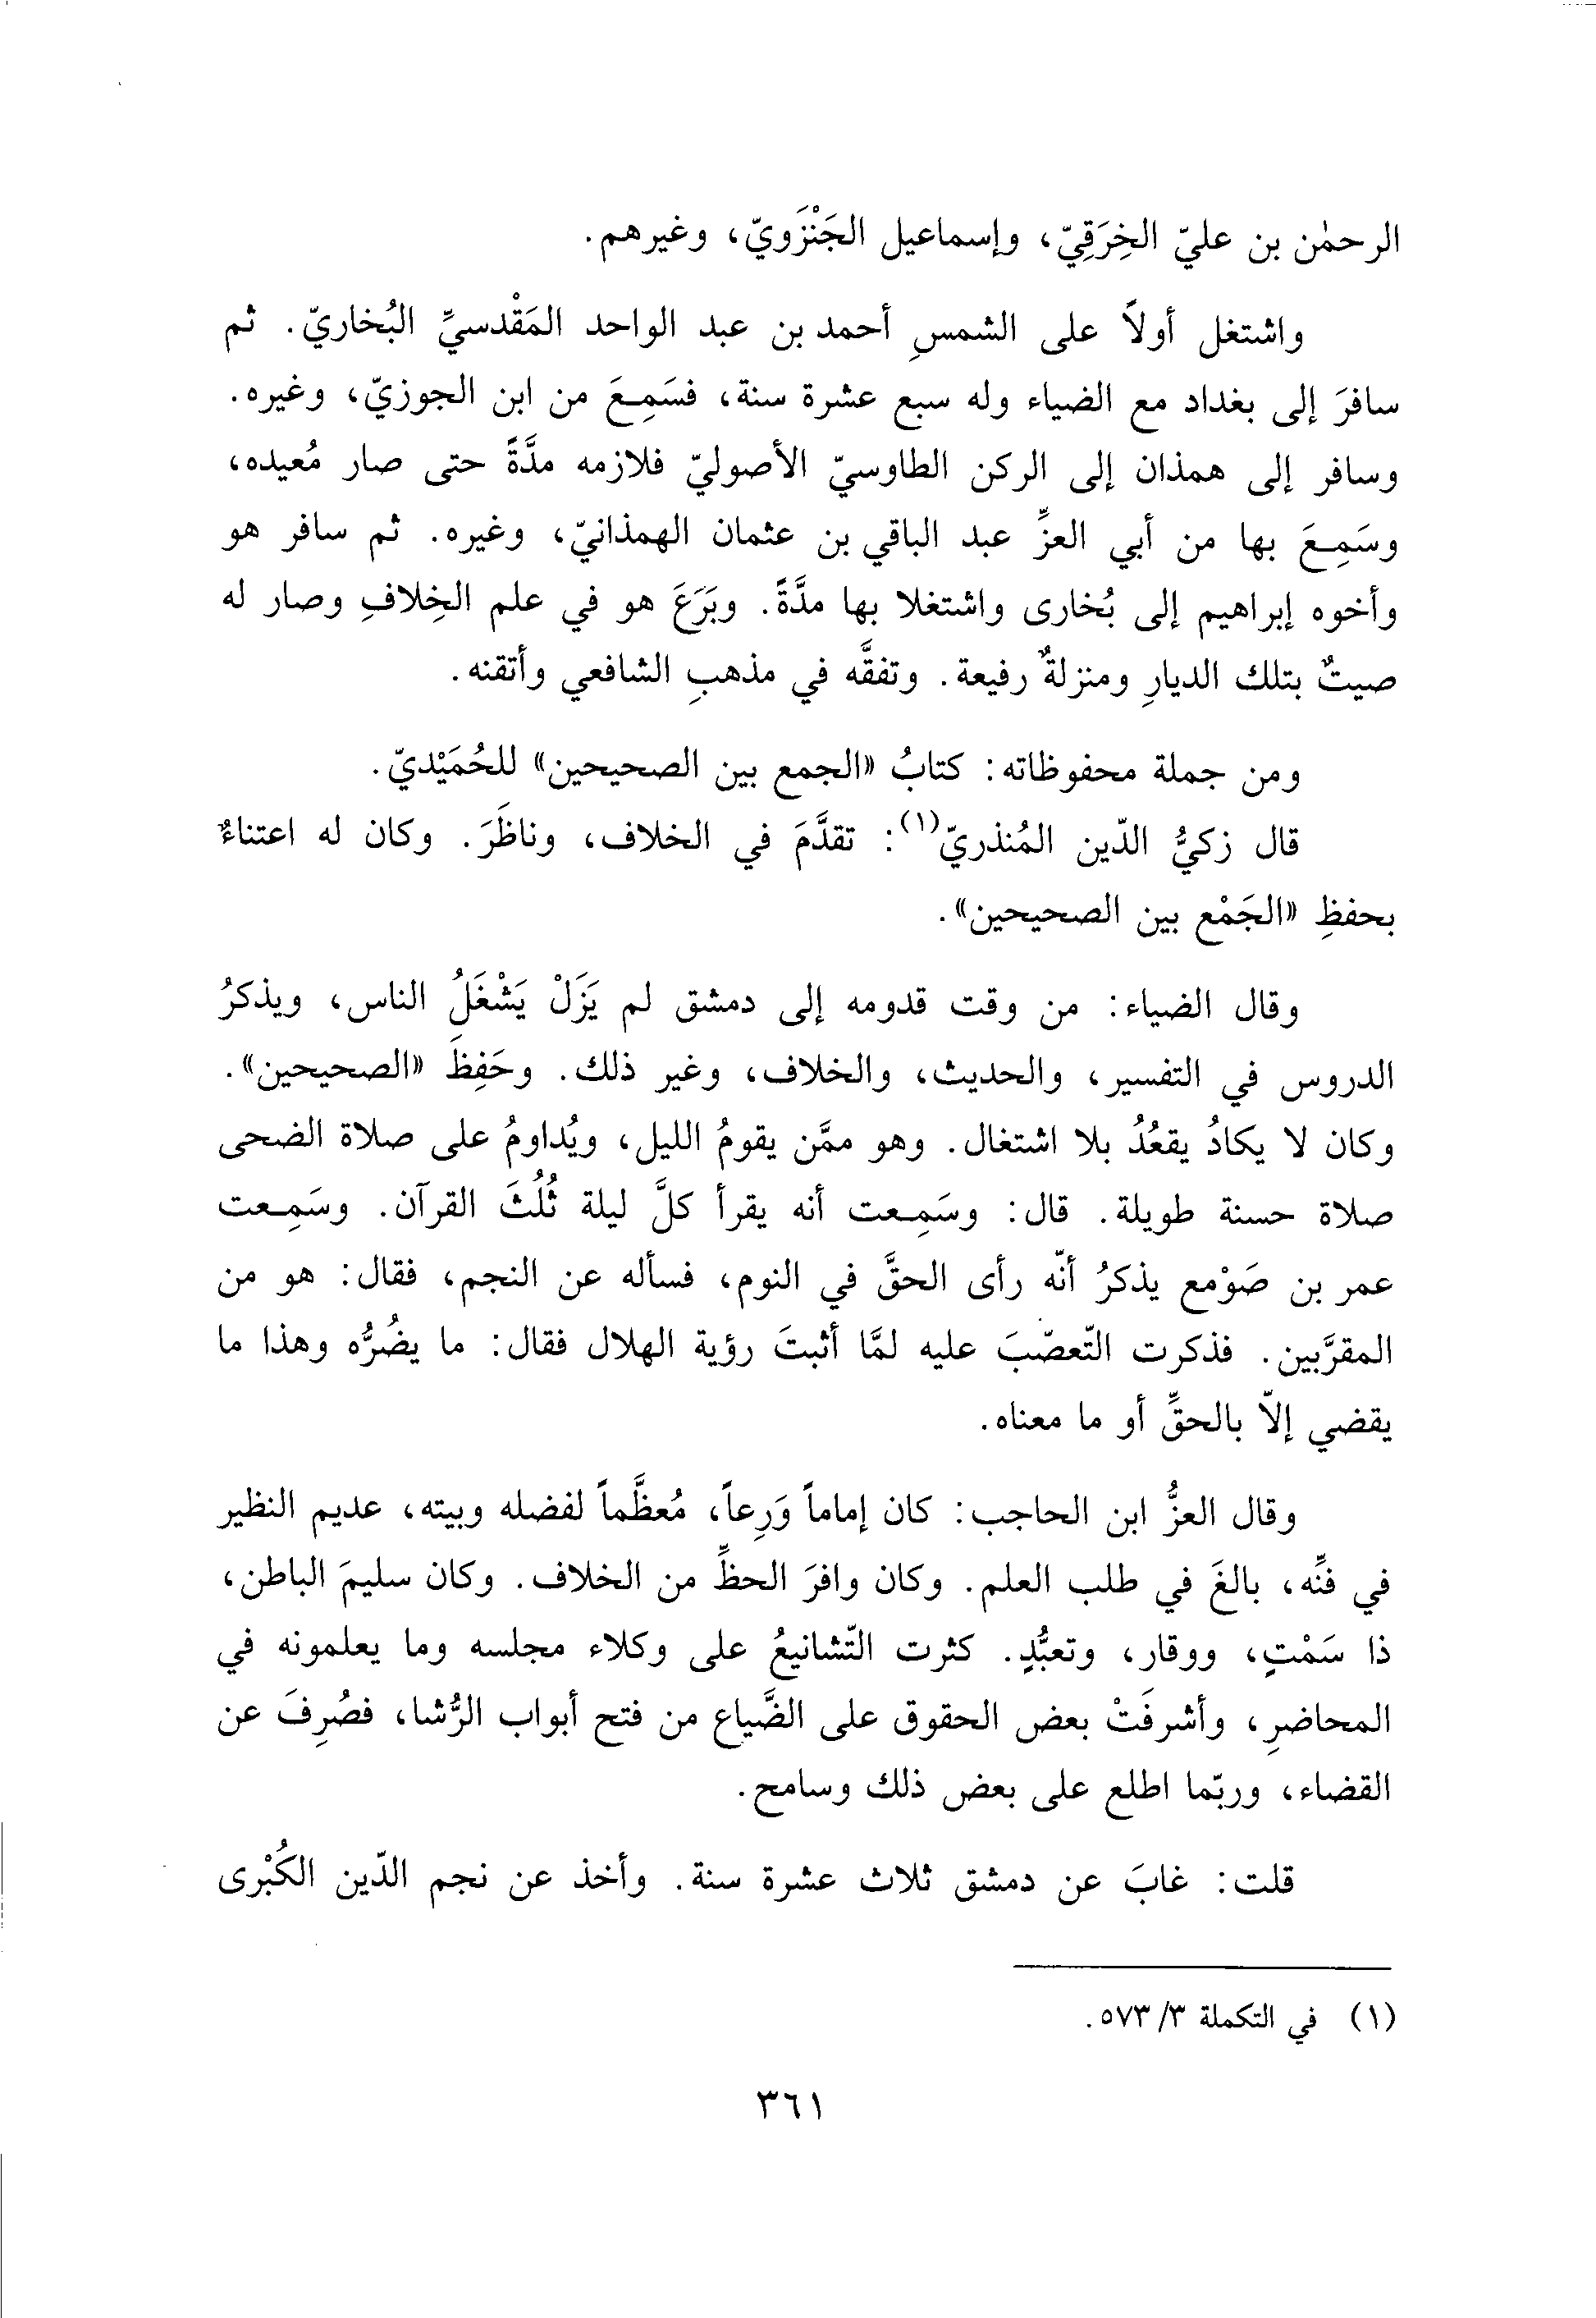 الرحمٰن بن عليّ الخِرَقِيّ، وإسماعيل الجَنْزَويّ، وغيرهم.
واشتغل أولاً على الشمسِ أحمد بن عبد الواحد المَقْدسيِّ البُخاريّ. ثم
سافرَ إلى بغداد مع الضياء وله سبع عشرة سنة، فسَمِعَ من ابن الجوزيّ، وغيره.
وسافر إلى همذان إلى الركن الطاوسيّ الأصوليّ فلازمه مدَّةً حتى صار مُعيده،
وسَمِعَ بها من أبي العزِّ عبد الباقي بن عثمان الهمذانيّ، وغيره. ثم سافر هو
وأخوه إبراهيم إلى بُخارى واشتغلا بها مدَّةً. وبَرَعَ هو في علم الخِلافِ وصار له
صيتٌ بتلك الديارِ ومنزلةٌ رفيعة. وتفقَّه في مذهبِ الشافعي وأتقنه.
ومن جملة محفوظاته: كتابُ «الجمع بين الصحيحين» للحُمَيْديّ.
قال زكيُّ الدّين المُنذريّ(١): تقدَّمَ في الخلاف، وناظَرَ. وكان له اعتناءٌ
بحفظِ «الجَمْع بين الصحيحين».
وقال الضياء: من وقت قدومه إلى دمشق لم يَزَلْ يَشْغَلُ الناس، ويذكرُ
الدروس في التفسير، والحديث، والخلاف، وغير ذلك. وحَفِظَ «الصحيحين».
وكان لا يكادُ يقعُدُ بلا اشتغال. وهو ممَّن يقومُ الليل، ويُداومُ على صلاة الضحى
صلاة حسنة طويلة. قال: وسَمِعت أنه يقرأ كلَّ ليلة ثُلُثَ القرآن. وسَمِعت
عمر بن صَوْمع يذكرُ أنّه رأى الحقَّ في النوم، فسأله عن النجم، فقال: هو من
المقرَّبين. فذكرت التّعصّبَ عليه لمَّا أثبتَ رؤية الهلال فقال: ما يضُرُّه وهذا ما
يقضي إلاّ بالحقِّ أو ما معناه.
وقال العزُّ ابن الحاجب: كان إماماً وَرِعاً، مُعظَّماً لفضله وبيته، عديم النظير
في فنِّه، بالغَ في طلب العلم. وكان وافرَ الحظِّ من الخلاف. وكان سليمَ الباطن،
ذا سَمْتٍ، ووقار، وتعبُّدٍ. كثرت التّشانيعُ على وكلاء مجلسه وما يعلمونه في
المحاضرِ، وأشرفَتْ بعض الحقوق على الضَّياع من فتح أبواب الرُّشا، فصُرِفَ عن
القضاء، وربّما اطلع على بعض ذلك وسامح.
قلت: غابَ عن دمشق ثلاث عشرة سنة. وأخذ عن نجم الدّين الكُبْرى
(١) في التكملة ٣/ ٥٧٣.
٣٦١